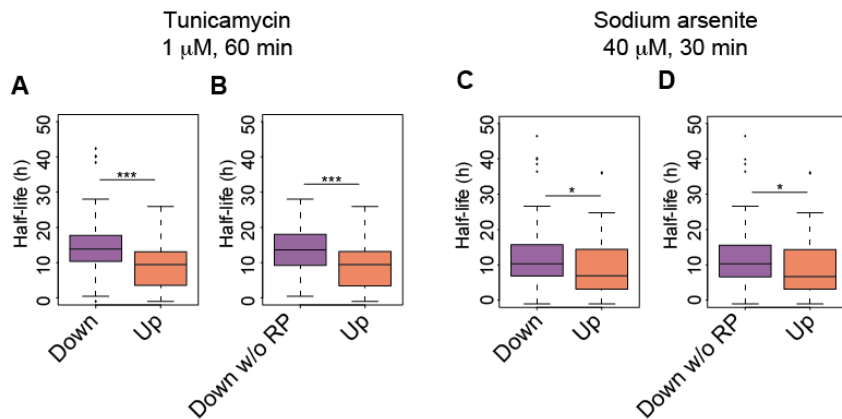 Tunicamycin
1 μM, 60 min
Sodium arsenite
40 μM, 30 min
A
B
C
D
Half-life (h)
0
10
20
30
40
50
***
Down
Up
Half-life (h)
0
10
20
30
40
50
***
Down w/o RP
Up
Half-life (h)
0
10
20
30
40
50
*
Down
Up
Half-life (h)
0
10
20
30
40
50
*
Down w/o RP
Up